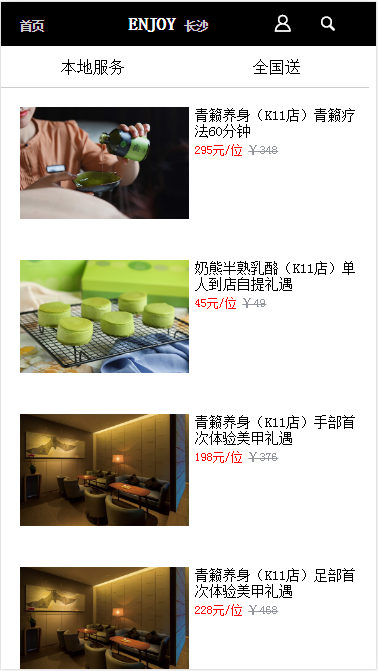 首页 ENJOY 长沙
本地服务 全国送
青籁养身（K11店）青籁疗
法60分钟
295元/位 ￥348
奶熊半熟乳酪（K11店）单
人到店自提礼遇
45元/位 ￥49
青籁养身（K11店）手部首
次体验美甲礼遇
198元/位 ￥376
青籁养身（K11店）足部首
次体验美甲礼遇
228元/位 ￥468